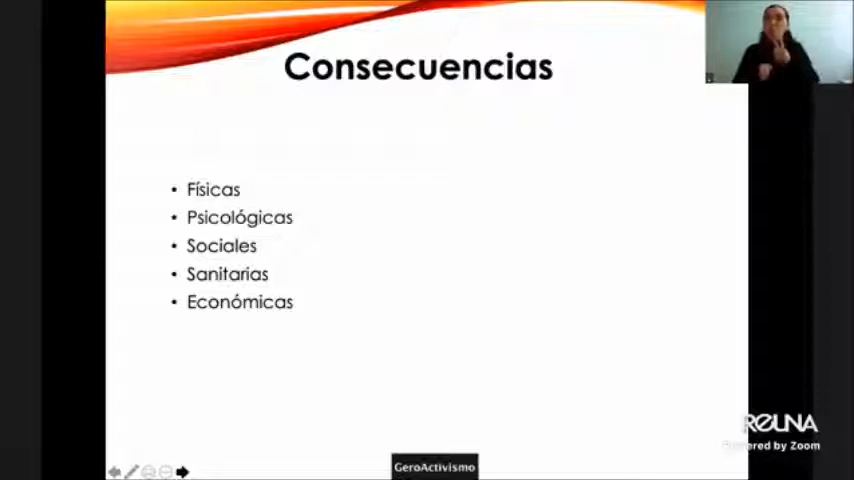 Consecuencias
• Físicas
• Psicológicas
• Sociales
• Sanitarias
• Económicas
GeroActivismo
REUNA
Powered by Zoom